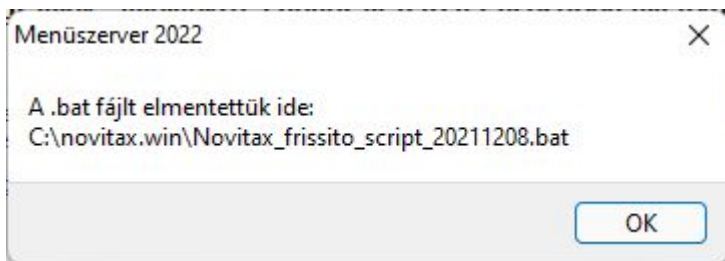 Menüszerver 2022
A .bat fájlt elmentettük ide:
C:\novitax.win\Novitax_frissito_script_20211208.bat
OK